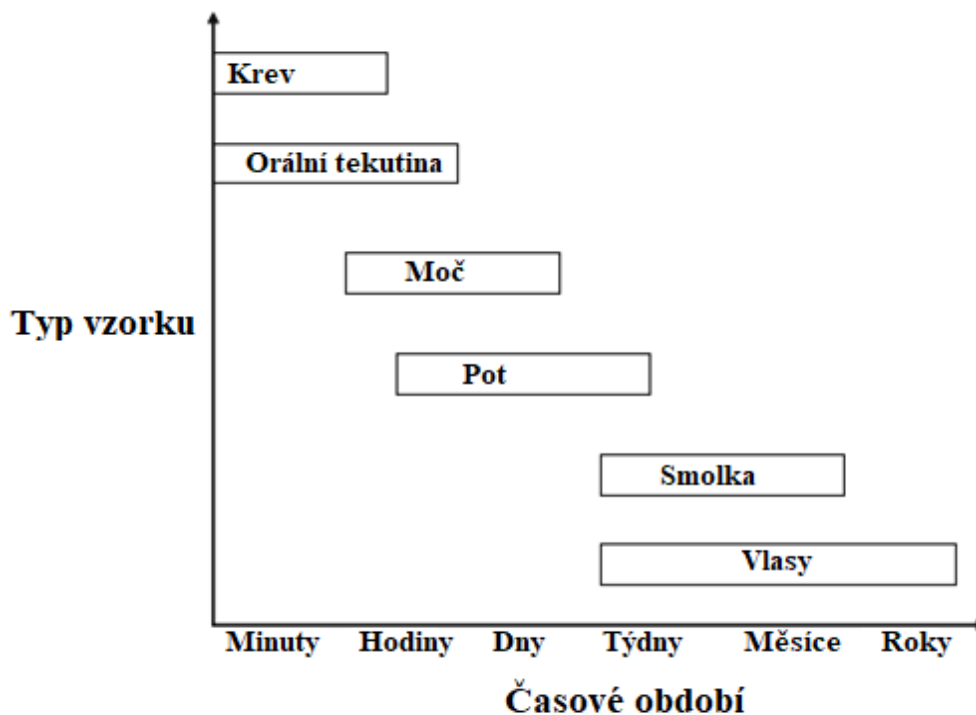 Krev
Orální tekutina
Moč
Typ vzorku
Pot
Smolka
Vlasy
Minuty Hodiny Dny Týdny Měsíce Roky
Časové období